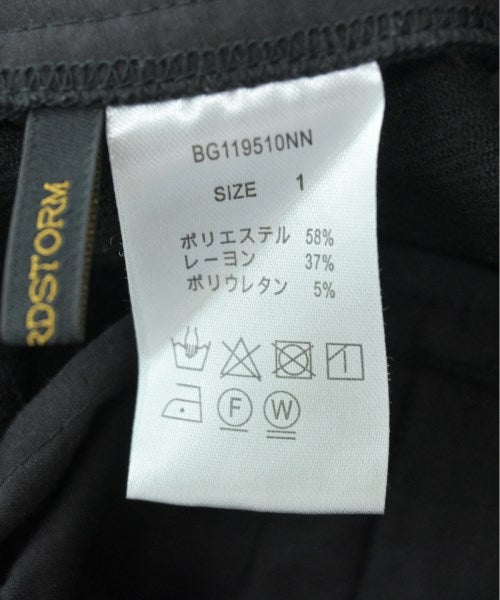 BG119510NN
SIZE 1
ポリエステル 58%
レーヨン 37%
ポリウレタン 5%
F W
RDSTORM